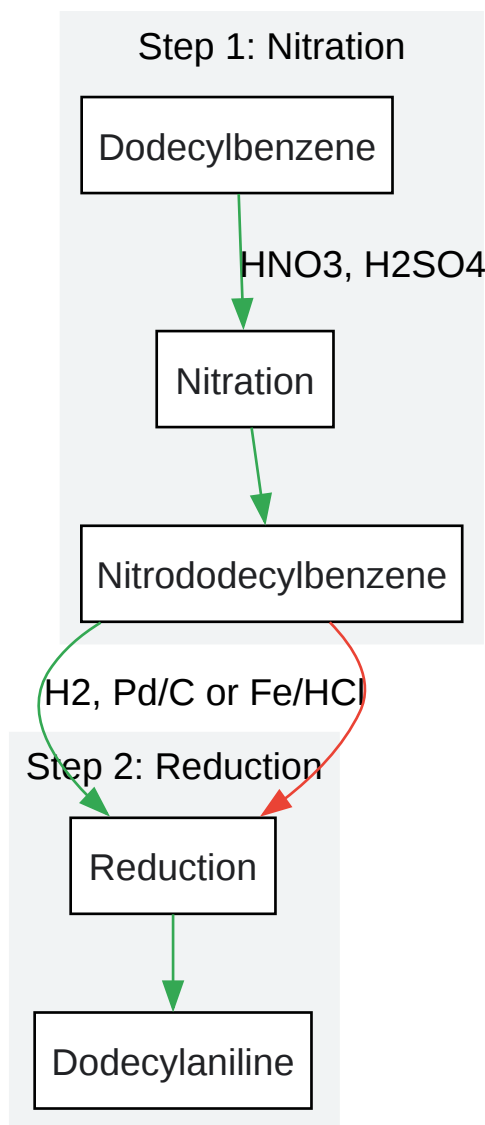 Step 1: Nitration
Dodecylbenzene
HNO3, H2SO4
Nitration
Nitrododecylbenzene
H2, Pd/C or Fe/HCl
Step 2: Reduction
Reduction
Dodecylaniline